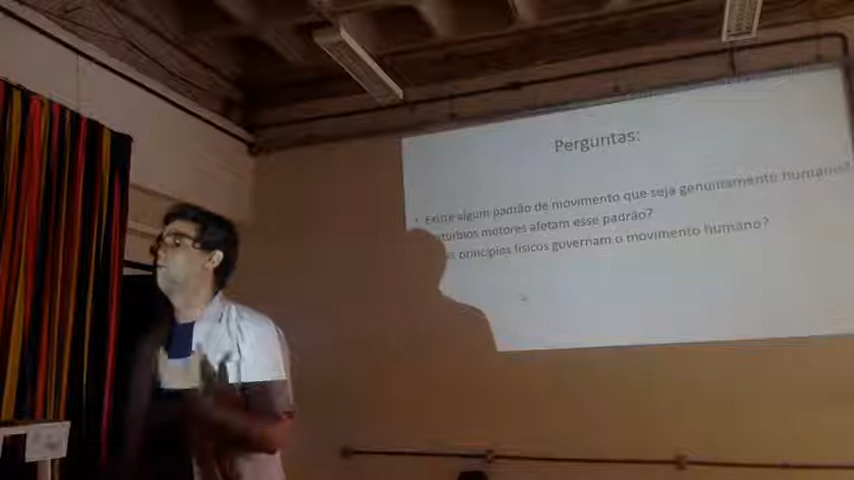 Perguntas:
• Existe algum padrão de movimento que seja genuinamente humano?
motores afetam esse padrão?
princípios físicos governam o movimento humano?